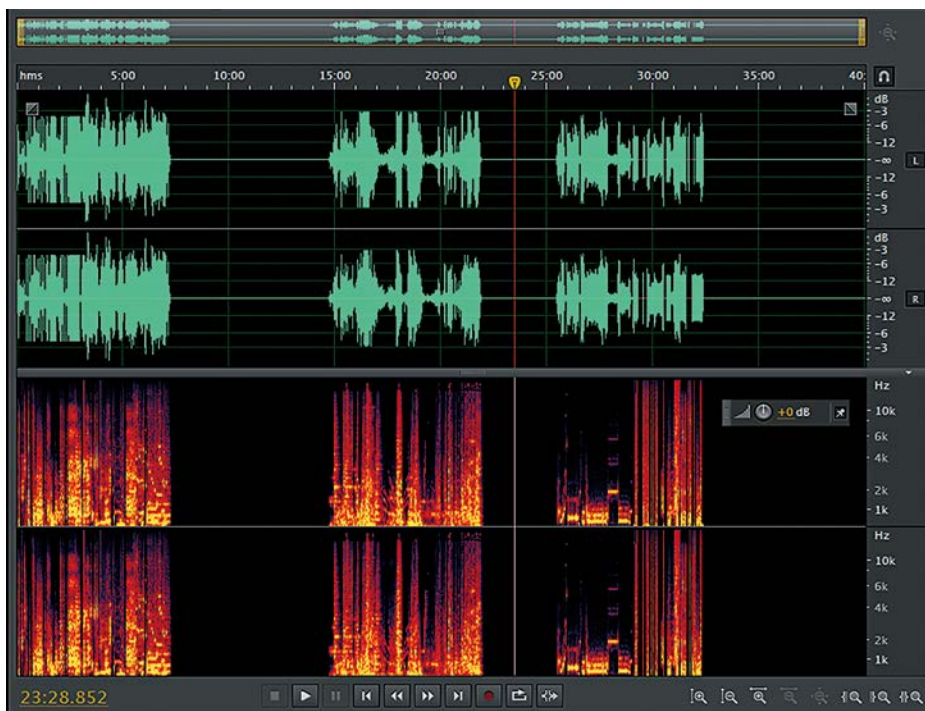 hms 5:00 10:00 15:00 20:00 25:00 30:00 35:00 40:
dB
-3
-6
-12
-∞ L
-12
-6
-3
dB
-3
-6
-12
-∞ R
-12
-6
-3
Hz
+0 dB 10k
6k
4k
2k
1k
Hz
10k
6k
4k
2k
1k
23:28.852